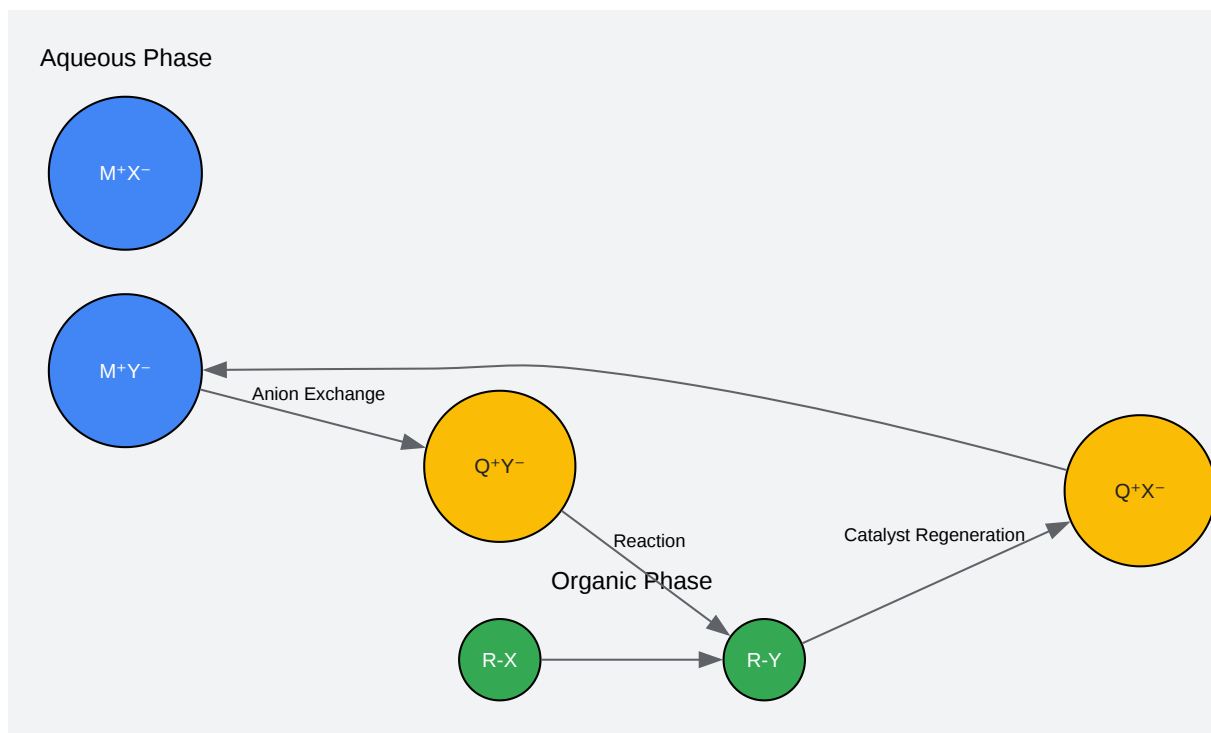 Aqueous Phase
M⁺X⁻
M⁺Y⁻
Anion Exchange
Q⁺Y⁻
Q⁺X⁻
Catalyst Regeneration
Reaction
Organic Phase
R-X
R-Y